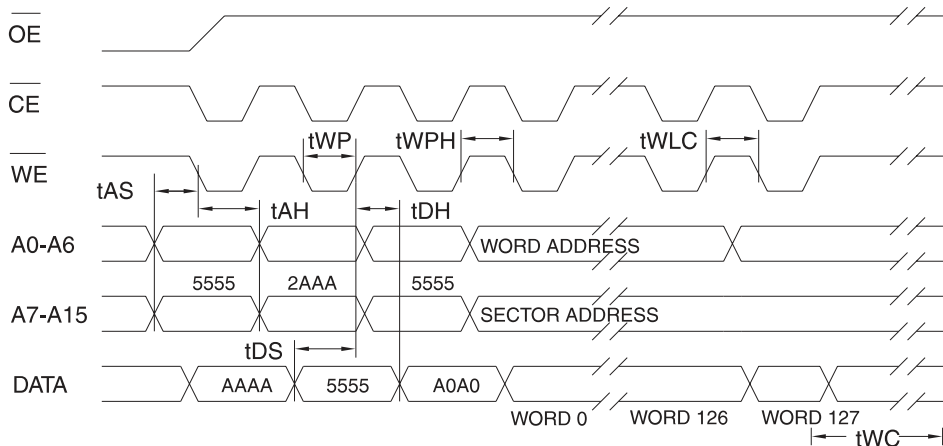 OE
CE
tWP tWPH tWLC
WE
tAS
tAH tDH
A0-A6 WORD ADDRESS
5555 2AAA 5555
A7-A15 SECTOR ADDRESS
tDS
DATA AAAA 5555 A0A0
WORD 0 WORD 126 WORD 127
tWC